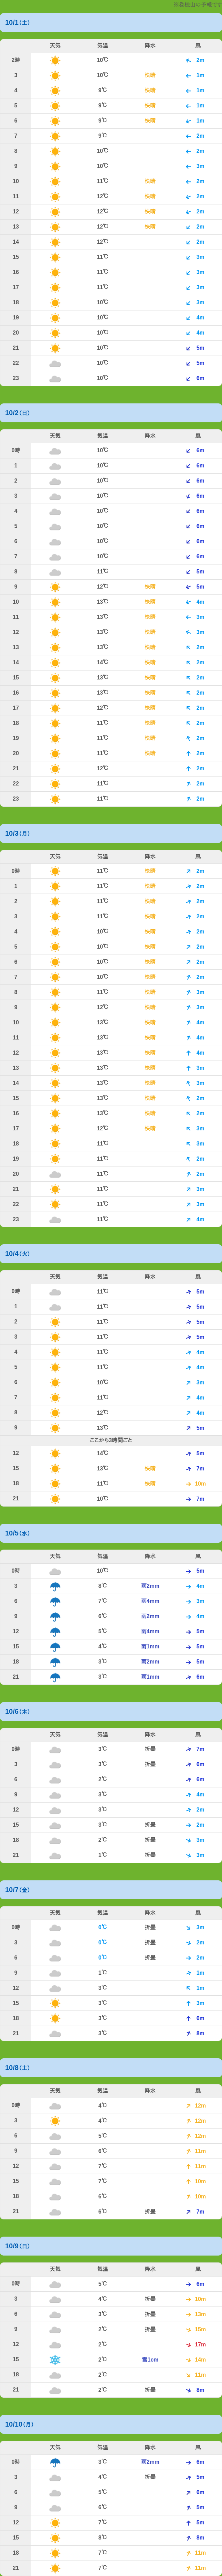 天狗様山の予報です
10/1 (土)
天気 気温 降水 風
2時 10℃ 2m
3 10℃ 快晴 1m
4 9℃ 快晴 1m
5 9℃ 快晴 1m
6 9℃ 快晴 1m
7 9℃ 2m
8 10℃ 2m
9 10℃ 3m
10 11℃ 快晴 2m
11 12℃ 快晴 2m
12 12℃ 快晴 2m
13 12℃ 快晴 2m
14 12℃ 2m
15 11℃ 3m
16 11℃ 3m
17 11℃ 3m
18 10℃ 3m
19 10℃ 4m
20 10℃ 4m
21 10℃ 5m
22 10℃ 5m
23 10℃ 6m
10/2 (日)
天気 気温 降水 風
0時 10℃ 6m
1 10℃ 6m
2 10℃ 6m
3 10℃ 6m
4 10℃ 6m
5 10℃ 6m
6 10℃ 6m
7 10℃ 6m
8 11℃ 5m
9 12℃ 快晴 5m
10 13℃ 快晴 4m
11 13℃ 快晴 3m
12 13℃ 快晴 3m
13 13℃ 快晴 2m
14 14℃ 快晴 2m
15 13℃ 快晴 2m
16 13℃ 快晴 2m
17 12℃ 快晴 2m
18 11℃ 快晴 2m
19 11℃ 快晴 2m
20 11℃ 快晴 2m
21 12℃ 2m
22 11℃ 2m
23 11℃ 2m
10/3 (月)
天気 気温 降水 風
0時 11℃ 快晴 2m
1 11℃ 快晴 2m
2 11℃ 快晴 2m
3 11℃ 快晴 2m
4 10℃ 快晴 2m
5 10℃ 快晴 2m
6 10℃ 快晴 2m
7 10℃ 快晴 2m
8 11℃ 快晴 3m
9 12℃ 快晴 3m
10 13℃ 快晴 4m
11 13℃ 快晴 4m
12 13℃ 快晴 4m
13 13℃ 快晴 3m
14 13℃ 快晴 3m
15 13℃ 快晴 2m
16 13℃ 快晴 2m
17 12℃ 快晴 3m
18 11℃ 3m
19 11℃ 2m
20 11℃ 2m
21 11℃ 3m
22 11℃ 3m
23 11℃ 4m
10/4 (火)
天気 気温 降水 風
0時 11℃ 5m
1 11℃ 5m
2 11℃ 5m
3 11℃ 5m
4 11℃ 4m
5 11℃ 4m
6 10℃ 3m
7 11℃ 4m
8 12℃ 4m
9 13℃ 5m
ここから3時間ごと
12 14℃ 5m
15 13℃ 快晴 7m
18 11℃ 快晴 10m
21 10℃ 7m
10/5 (水)
天気 気温 降水 風
0時 10℃ 5m
3 8℃ 雨2mm 4m
6 7℃ 雨4mm 3m
9 6℃ 雨2mm 4m
12 5℃ 雨4mm 5m
15 4℃ 雨1mm 5m
18 3℃ 雨2mm 5m
21 3℃ 雨1mm 6m
10/6 (木)
天気 気温 降水 風
0時 3℃ 折曇 7m
3 3℃ 折曇 6m
6 2℃ 6m
9 3℃ 4m
12 3℃ 2m
15 3℃ 折曇 2m
18 2℃ 折曇 3m
21 1℃ 折曇 3m
10/7 (金)
天気 気温 降水 風
0時 0℃ 折曇 3m
3 0℃ 折曇 2m
6 0℃ 折曇 2m
9 1℃ 1m
12 3℃ 1m
15 3℃ 3m
18 3℃ 6m
21 3℃ 8m
10/8 (土)
天気 気温 降水 風
0時 4℃ 12m
3 4℃ 12m
6 5℃ 12m
9 6℃ 11m
12 7℃ 11m
15 7℃ 10m
18 6℃ 10m
21 6℃ 折曇 7m
10/9 (日)
天気 気温 降水 風
0時 5℃ 6m
3 4℃ 折曇 10m
6 3℃ 折曇 13m
9 2℃ 折曇 15m
12 2℃ 17m
15 2℃ 雪1cm 14m
18 2℃ 11m
21 2℃ 折曇 8m
10/10 (月)
天気 気温 降水 風
0時 3℃ 雨2mm 6m
3 4℃ 折曇 5m
6 5℃ 6m
9 6℃ 5m
12 7℃ 5m
15 8℃ 8m
18 7℃ 11m
21 7℃ 11m